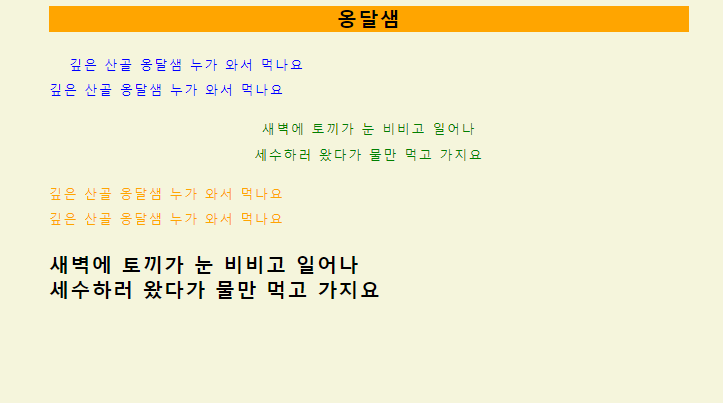 옹달샘
깊은 산골 옹달샘 누가 와서 먹나요
깊은 산골 옹달샘 누가 와서 먹나요
새벽에 토끼가 눈 비비고 일어나
세수하러 왔다가 물만 먹고 가지요
깊은 산골 옹달샘 누가 와서 먹나요
깊은 산골 옹달샘 누가 와서 먹나요
새벽에 토끼가 눈 비비고 일어나
세수하러 왔다가 물만 먹고 가지요